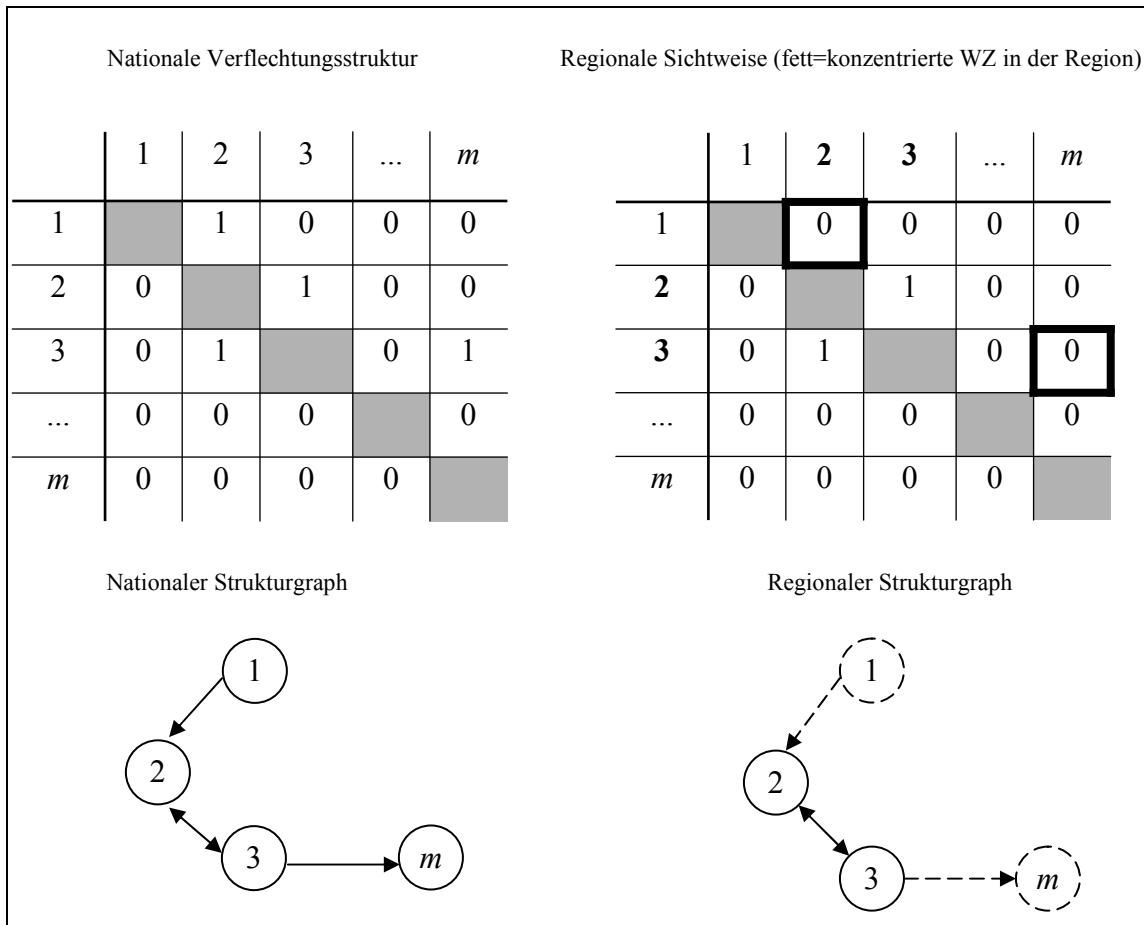 Nationale Verflechtungsstruktur
Regionale Sichtweise (fett=konzentrierte WZ in der Region)
1 2 3 ... m
1 1 0 0 0
2 0 1 0 0
3 0 1 0 1
... 0 0 0 0
m 0 0 0 0
1 2 3 ... m
1 0 0 0 0
2 0 1 0 0
3 0 1 0 0
... 0 0 0 0
m 0 0 0 0
Nationaler Strukturgraph
1
2
3 m
Regionaler Strukturgraph
1
2
3 m